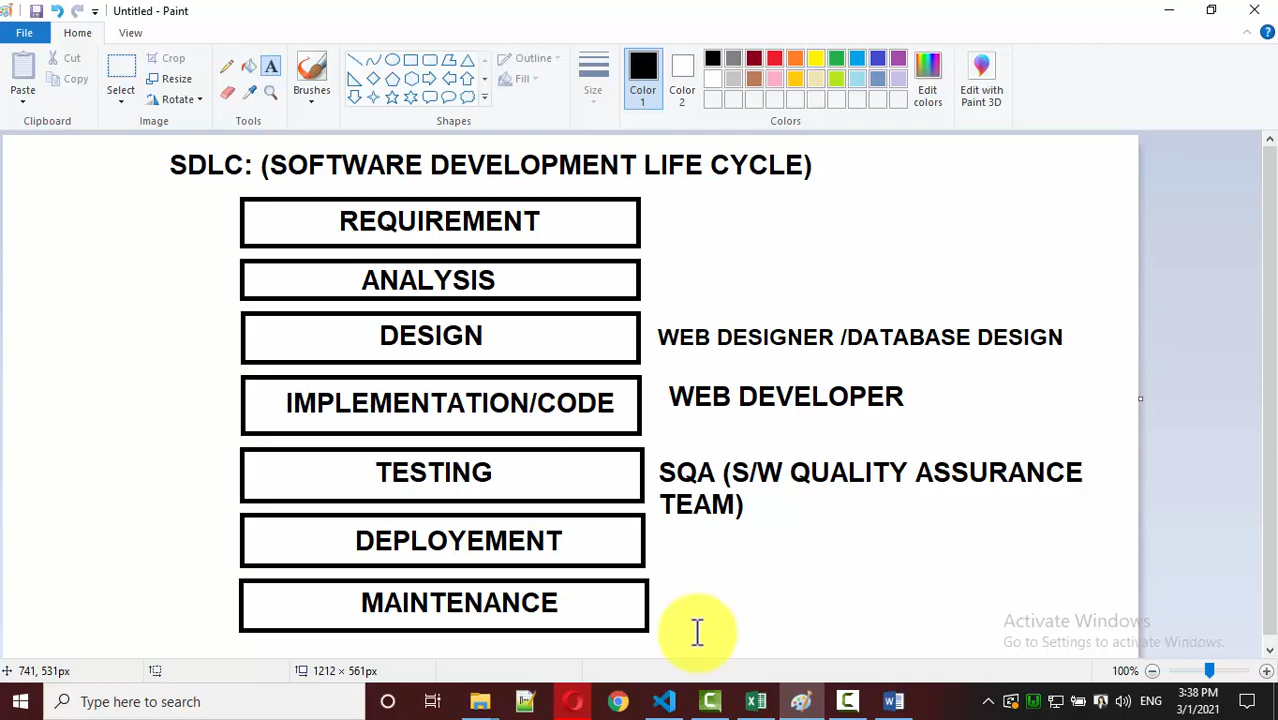 Untitled - Paint
File Home View
Paste Cut Copy Clipboard
Select Crop Resize Rotate Image
Tools
Brushes
Outline Fill Shapes
Size
Color 1
Color 2
Colors
Edit colors
Edit with Paint 3D
SDLC: (SOFTWARE DEVELOPMENT LIFE CYCLE)
REQUIREMENT
ANALYSIS
DESIGN WEB DESIGNER /DATABASE DESIGN
IMPLEMENTATION/CODE WEB DEVELOPER
TESTING SQA (S/W QUALITY ASSURANCE
TEAM)
DEPLOYEMENT
MAINTENANCE
Activate Windows
Go to Settings to activate Windows.
741, 531px 1212 × 561px 100%
Type here to search ENG 3:38 PM
3/1/2021